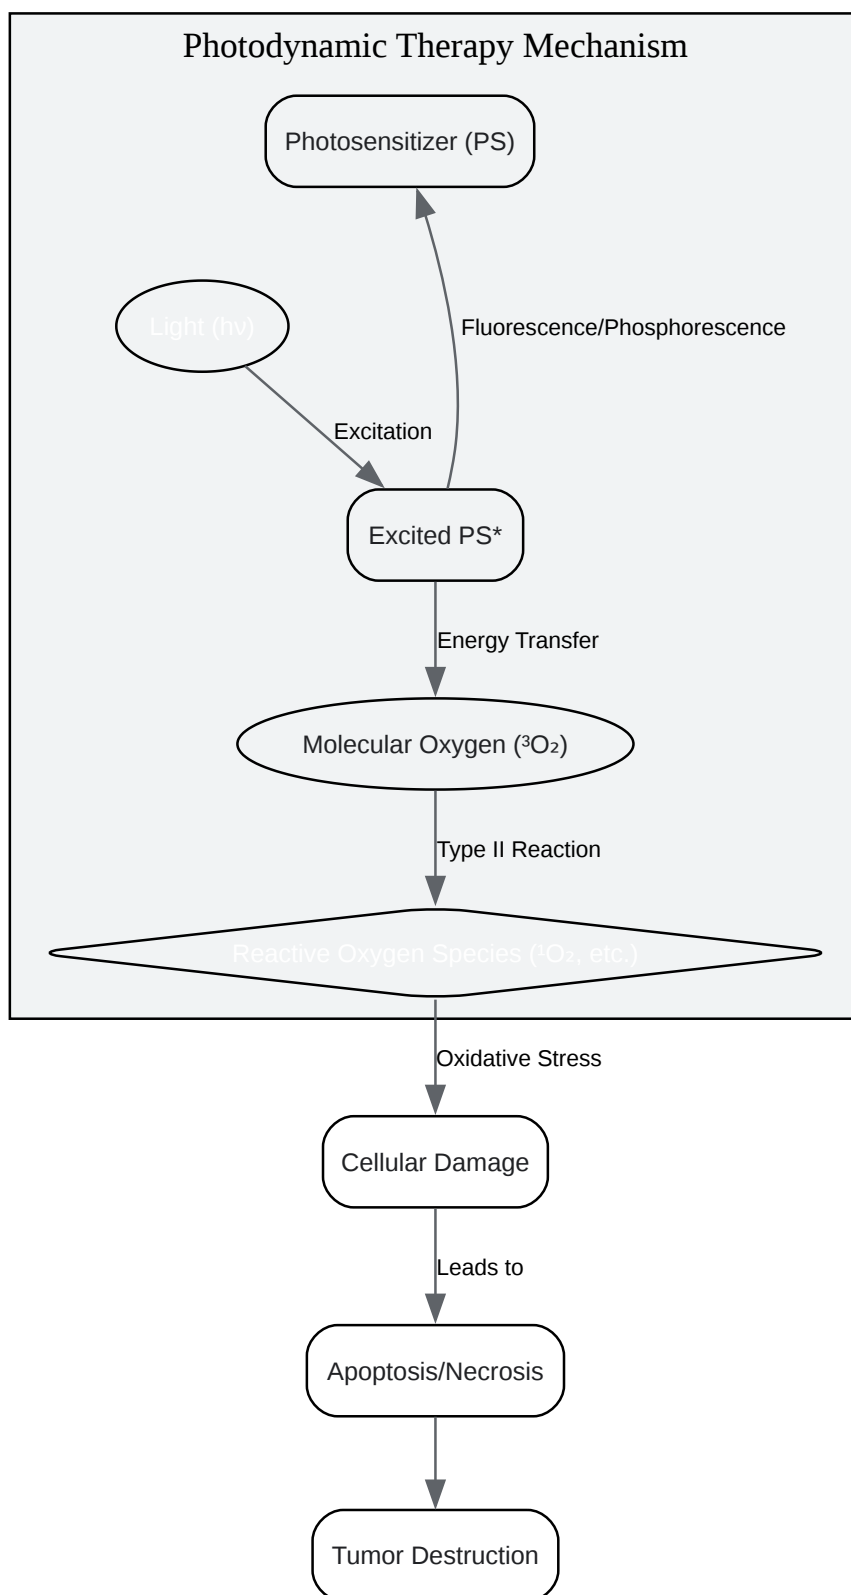 Photodynamic Therapy Mechanism
Photosensitizer (PS)
Light (hν)
Fluorescence/Phosphorescence
Excitation
Excited PS*
Energy Transfer
Molecular Oxygen (³O₂)
Type II Reaction
Reactive Oxygen Species (¹O₂, etc.)
Oxidative Stress
Cellular Damage
Leads to
Apoptosis/Necrosis
Tumor Destruction